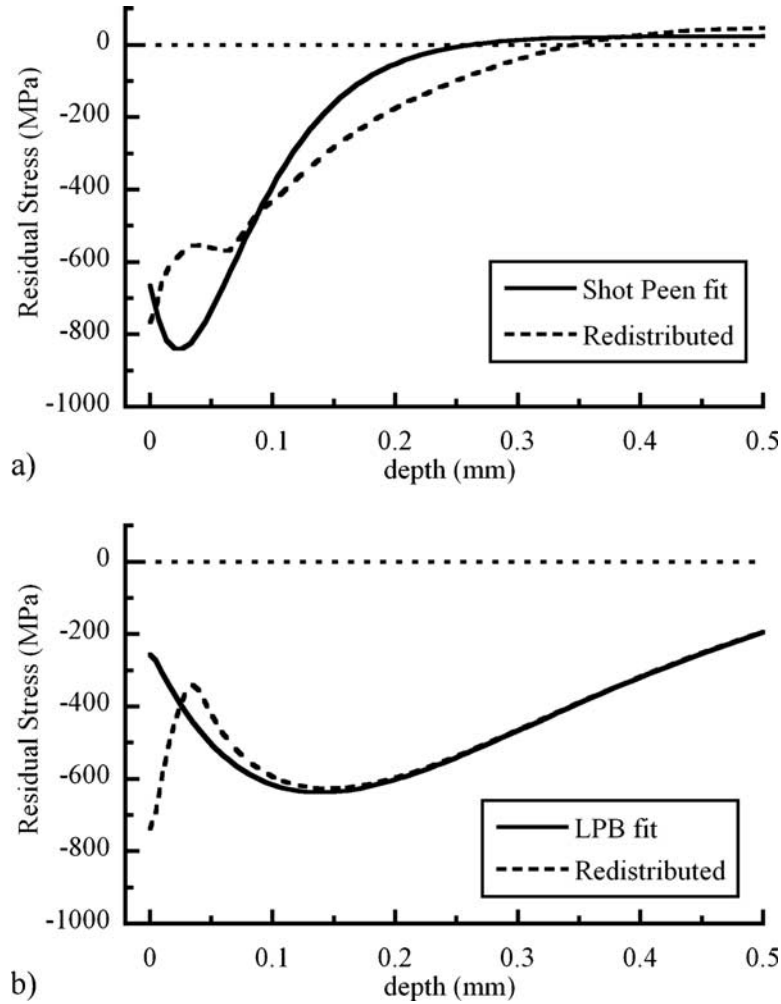 0
-200
-400
-600
-800
-1000
Residual Stress (MPa)
Shot Peen fit
Redistributed
0 0.1 0.2 0.3 0.4 0.5
depth (mm)
a)
0
-200
-400
-600
-800
-1000
Residual Stress (MPa)
LPB fit
Redistributed
0 0.1 0.2 0.3 0.4 0.5
depth (mm)
b)